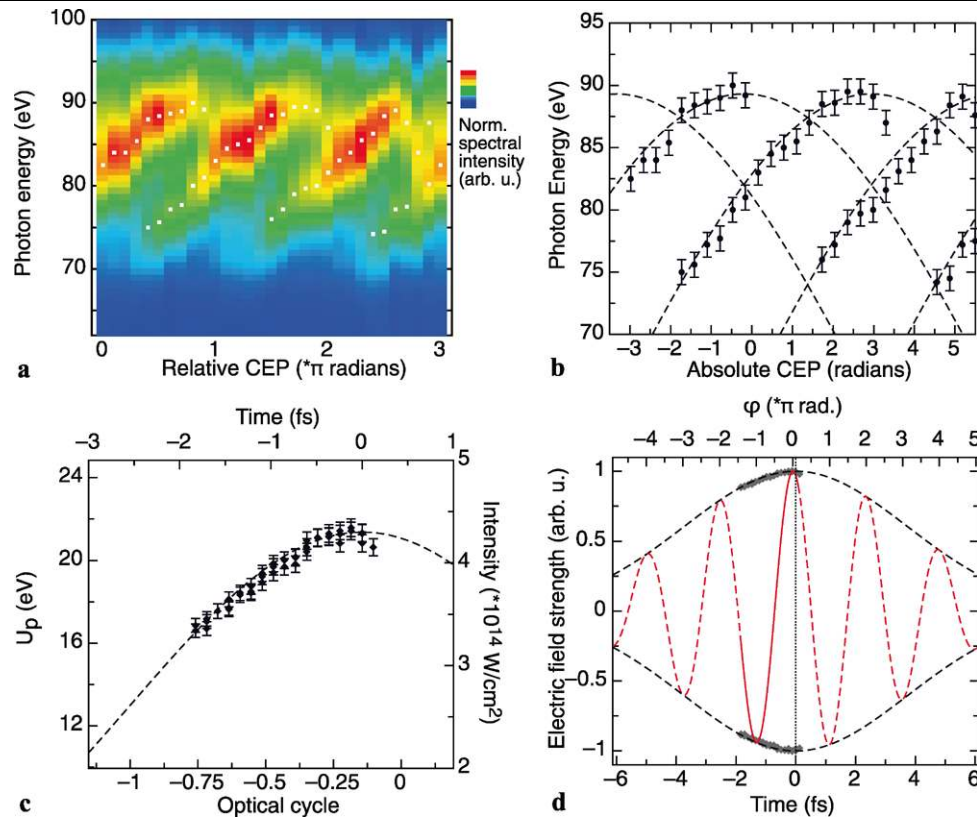 100
90
80
70
Photon energy (eV)
0 1 2 3
Relative CEP (*π radians)
Norm.
spectral
intensity
(arb. u.)
a
95
90
85
80
75
70
Photon Energy (eV)
−3 −2 −1 0 1 2 3 4 5
Absolute CEP (radians)
b
Time (fs)
−3 −2 −1 0 1
24
20
16
12
Up (eV)
5
4
3
2
Intensity (*10¹⁴ W/cm²)
−1 −0.75 −0.5 −0.25 0
Optical cycle
c
φ (*π rad.)
−4 −3 −2 −1 0 1 2 3 4 5
1
0.5
0
−0.5
−1
Electric field strength (arb. u.)
−6 −4 −2 0 2 4 6
Time (fs)
d